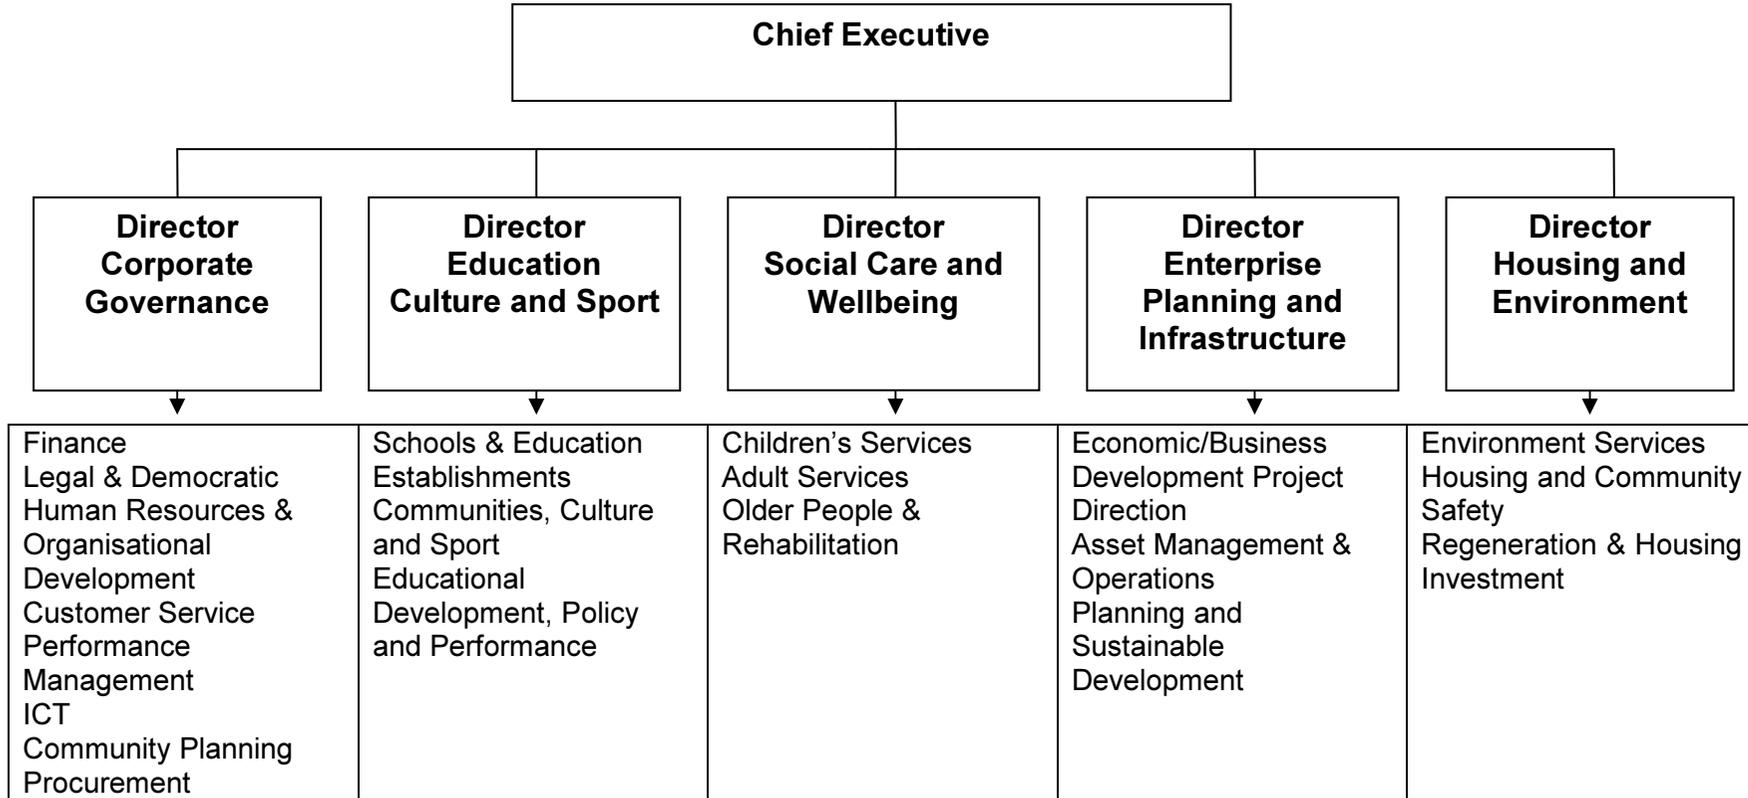 Chief Executive
Director
Corporate
Governance
Director
Education
Culture and Sport
Director
Social Care and
Wellbeing
Director
Enterprise
Planning and
Infrastructure
Director
Housing and
Environment
Finance
Legal & Democratic
Human Resources &
Organisational
Development
Customer Service
Performance
Management
ICT
Community Planning
Procurement
Schools & Education
Establishments
Communities, Culture
and Sport
Educational
Development, Policy
and Performance
Children’s Services
Adult Services
Older People &
Rehabilitation
Economic/Business
Development Project
Direction
Asset Management &
Operations
Planning and
Sustainable
Development
Environment Services
Housing and Community
Safety
Regeneration & Housing
Investment